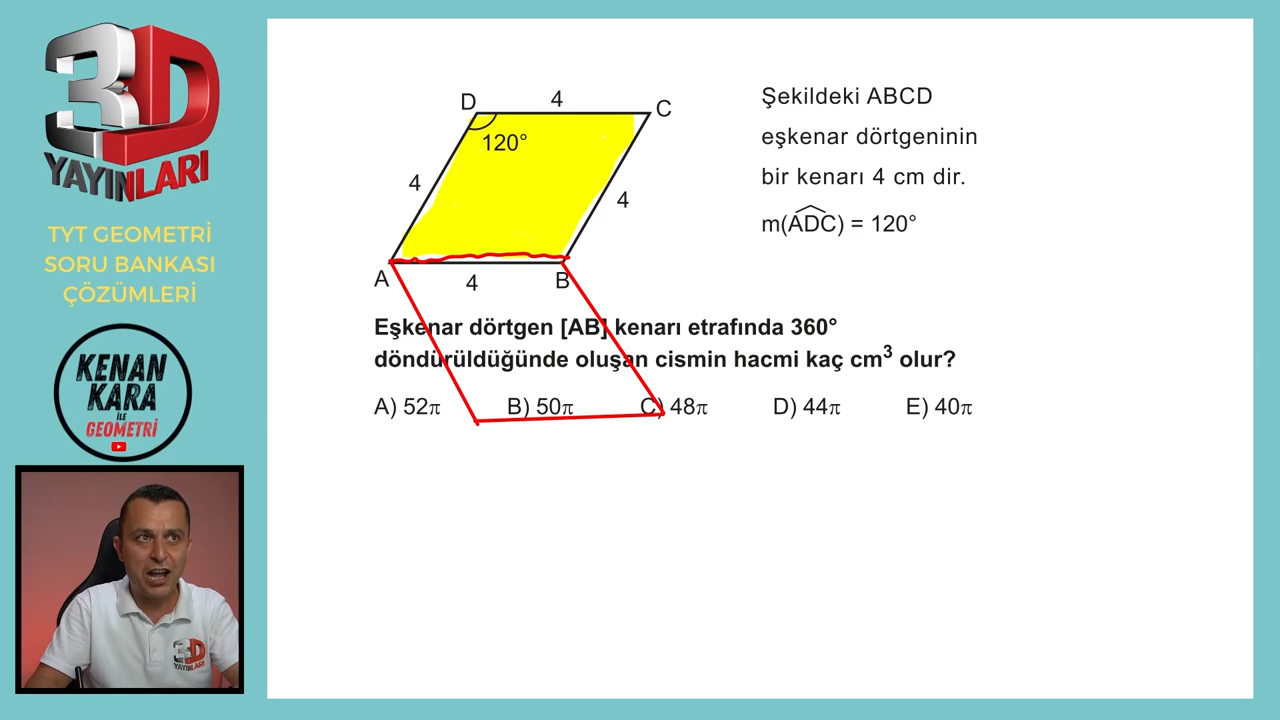 3D
YAYINLARI
TYT GEOMETRİ
SORU BANKASI
ÇÖZÜMLERİ
KENAN
KARA
İLE
GEOMETRİ
3D
YAYINLARI
D
4
C
120°
4
4
A
4
B
Şekildeki ABCD
eşkenar dörtgeninin
bir kenarı 4 cm dir.
m(ADC) = 120°
Eşkenar dörtgen [AB] kenarı etrafında 360°
döndürüldüğünde oluşan cismin hacmi kaç cm³ olur?
A) 52π B) 50π C) 48π D) 44π E) 40π